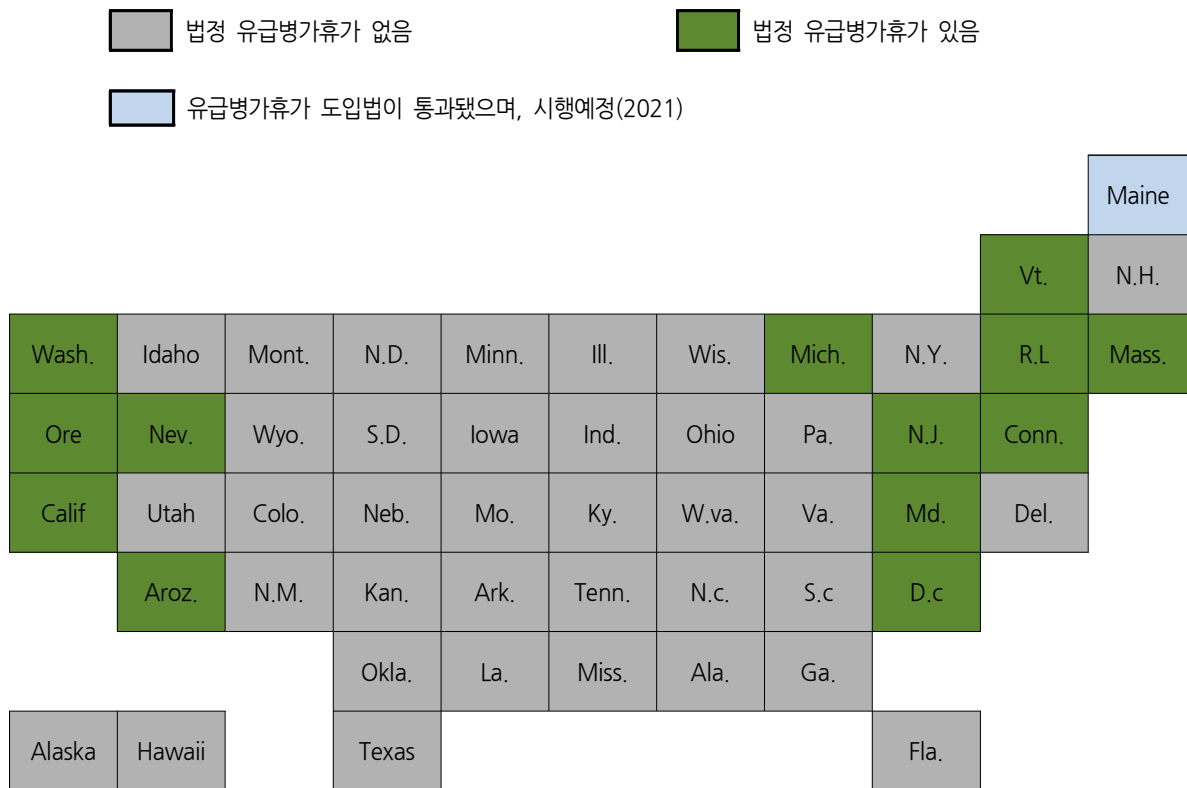 법정 유급병가휴가 없음 법정 유급병가휴가 있음
유급병가휴가 도입법이 통과됐으며, 시행예정(2021)
Maine
Vt. N.H.
Wash. Idaho Mont. N.D. Minn. Ill. Wis. Mich. N.Y. R.L Mass.
Ore Nev. Wyo. S.D. Iowa Ind. Ohio Pa. N.J. Conn.
Calif Utah Colo. Neb. Mo. Ky. W.va. Va. Md. Del.
Aroz. N.M. Kan. Ark. Tenn. N.c. S.c D.c
Okla. La. Miss. Ala. Ga.
Alaska Hawaii Texas Fla.